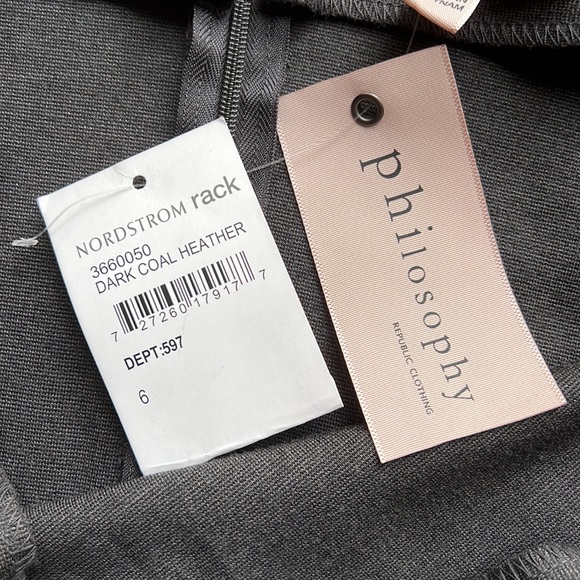 NORDSTROM rack
3660050
DARK COAL HEATHER
7 27260 17917 7
DEPT:597
6
philosophy
REPUBLIC CLOTHING